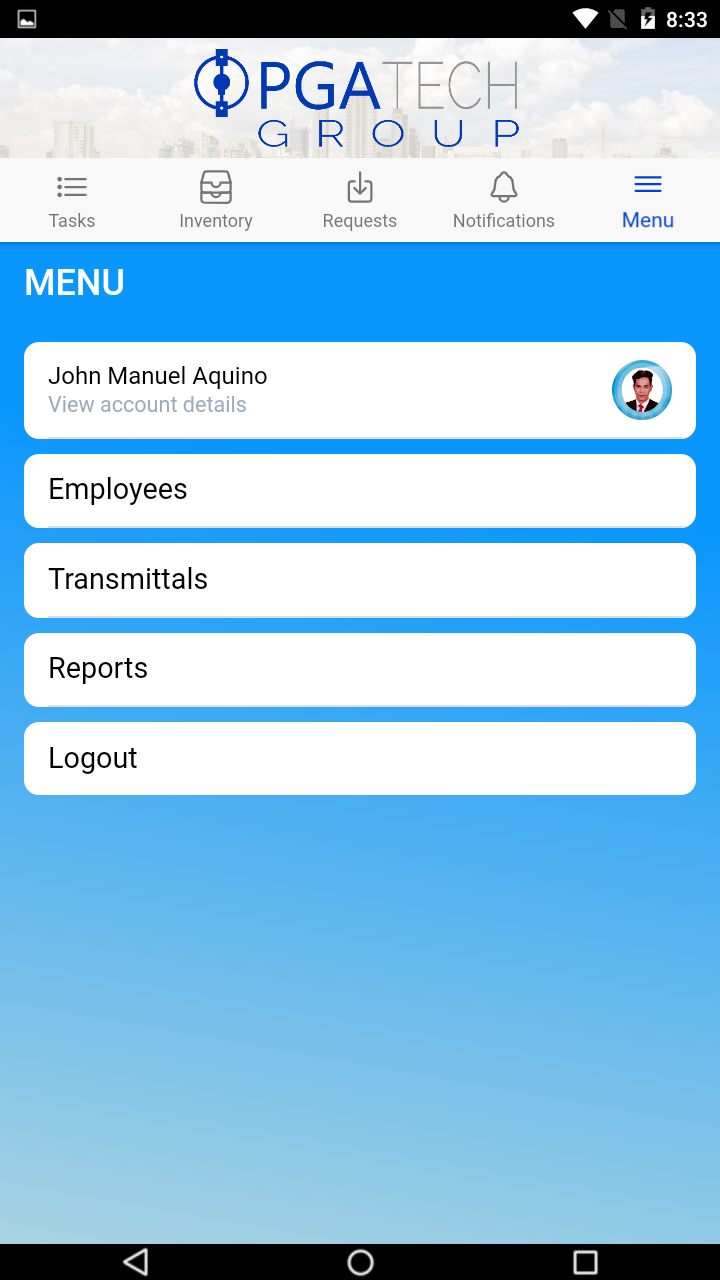 8:33
PGATECH
GROUP
Tasks
Inventory
Requests
Notifications
Menu
MENU
John Manuel Aquino
View account details
Employees
Transmittals
Reports
Logout